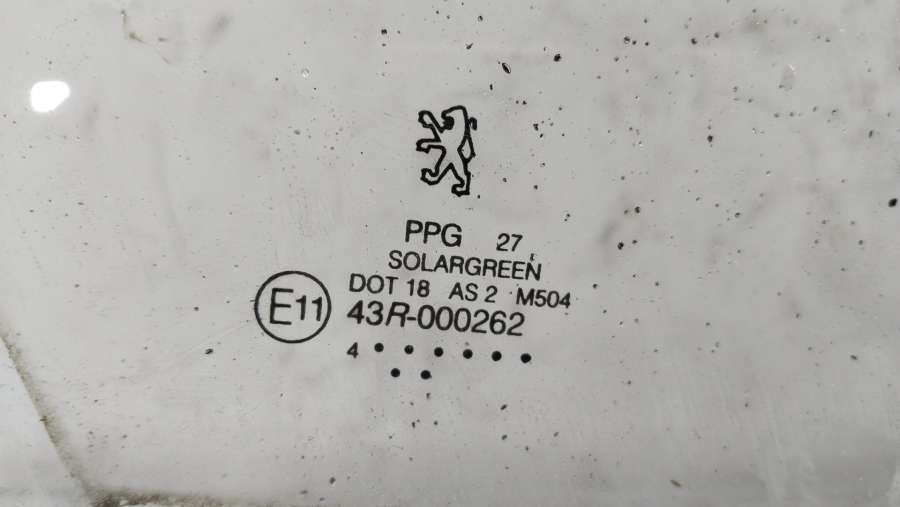 PPG 27
SOLARGREEN
DOT 18 AS 2 M504
E11 43R-000262
4 • • • • • •
• •